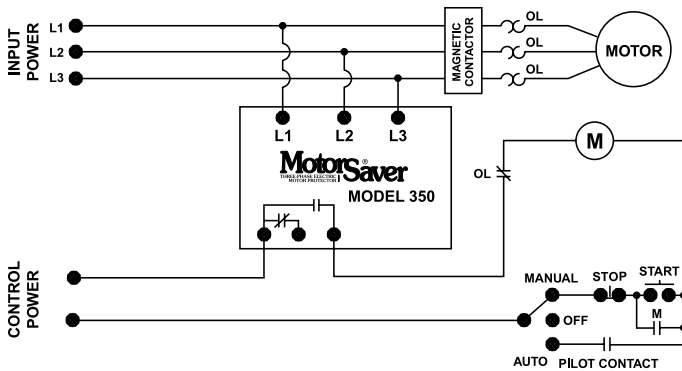 INPUT POWER
L1
L2
L3
MAGNETIC CONTACTOR
OL
OL
OL
MOTOR
L1 L2 L3
MotorSaver®
THREE-PHASE ELECTRIC
MOTOR PROTECTOR
MODEL 350
OL
M
CONTROL POWER
MANUAL STOP START
OFF
M
AUTO PILOT CONTACT